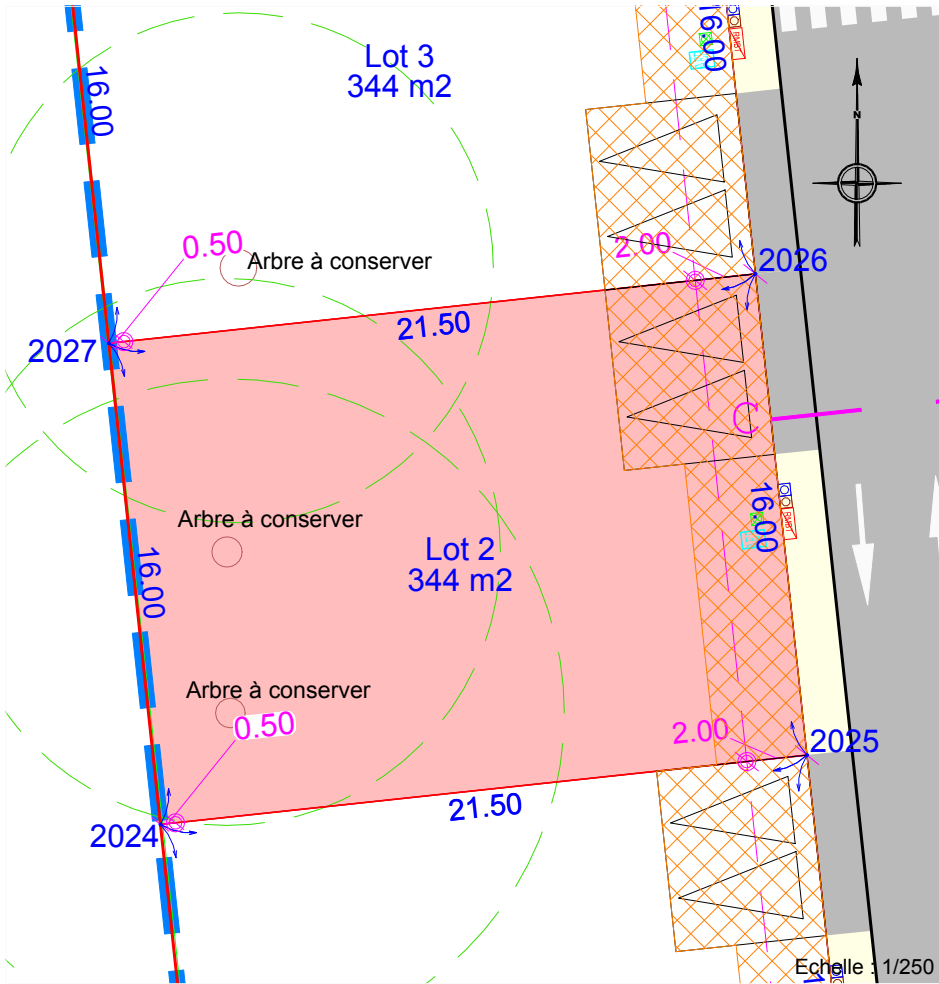 16.00
Lot 3
344 m2
16.00
RMBT
N
0.50
Arbre à conserver
2.00
2026
21.50
2027
C
Arbre à conserver
16.00
Lot 2
344 m2
RMBT
16.00
Arbre à conserver
0.50
2.00
2025
21.50
2024
Echelle : 1/250